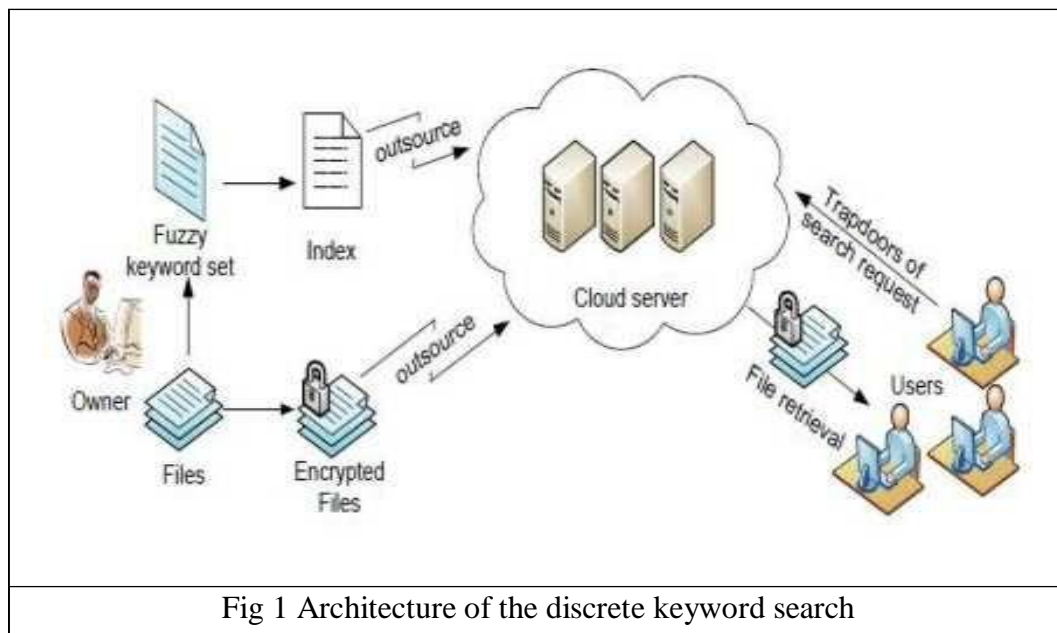 Fuzzy
keyword set
Index
outsource
Cloud server
Trapdoors of
search request
Owner
Files
Encrypted
Files
outsource
File retrieval
Users
Fig 1 Architecture of the discrete keyword search